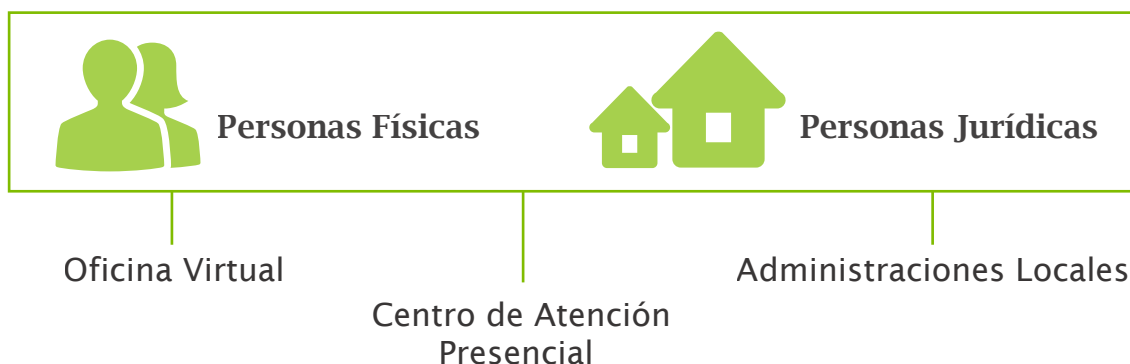 Personas Físicas
Personas Jurídicas
Oficina Virtual
Administraciones Locales
Centro de Atención
Presencial